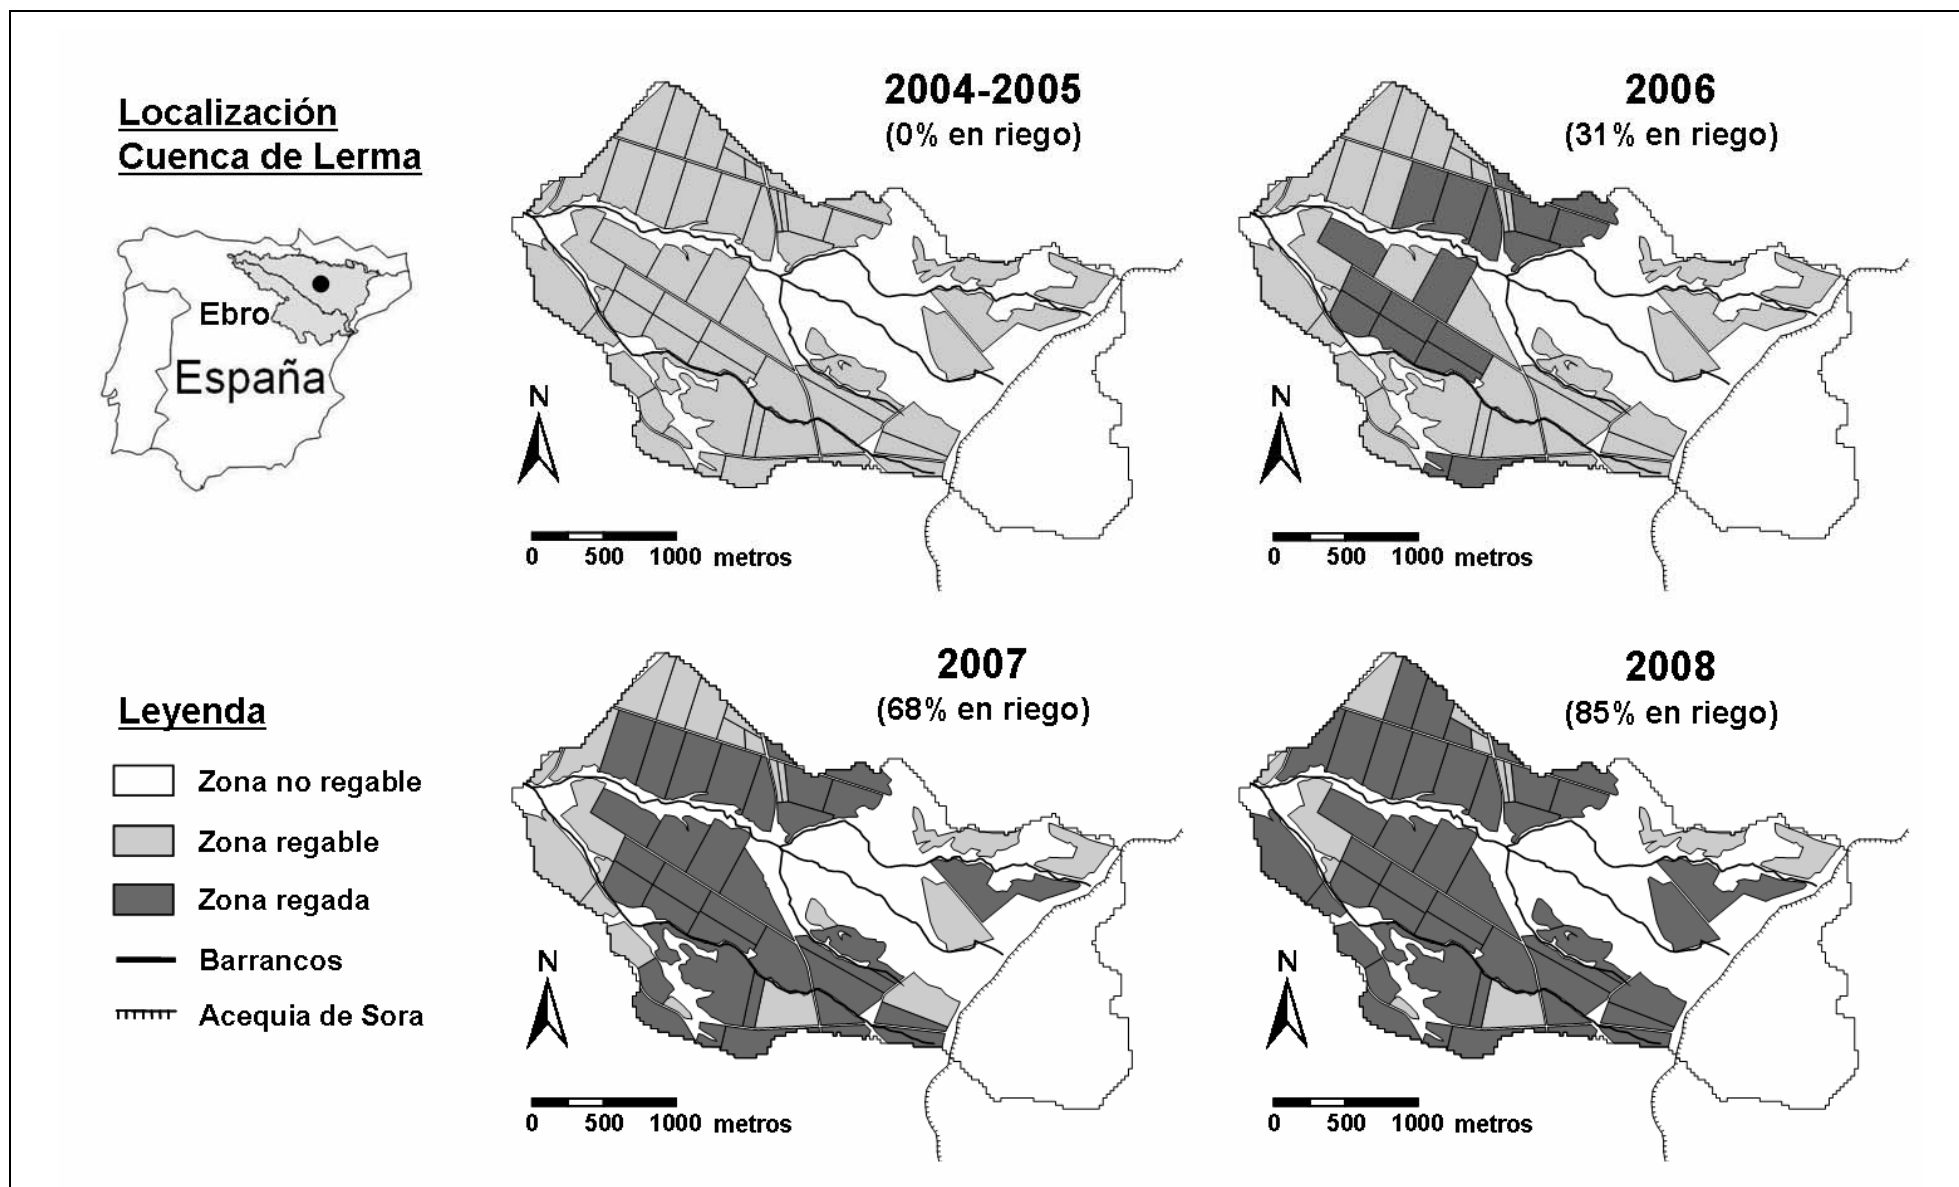 Localización
Cuenca de Lerma
Ebro
España
2004-2005
(0% en riego)
N
0 500 1000 metros
2006
(31% en riego)
N
0 500 1000 metros
Leyenda
Zona no regable
Zona regable
Zona regada
Barrancos
Acequia de Sora
2007
(68% en riego)
N
0 500 1000 metros
2008
(85% en riego)
N
0 500 1000 metros